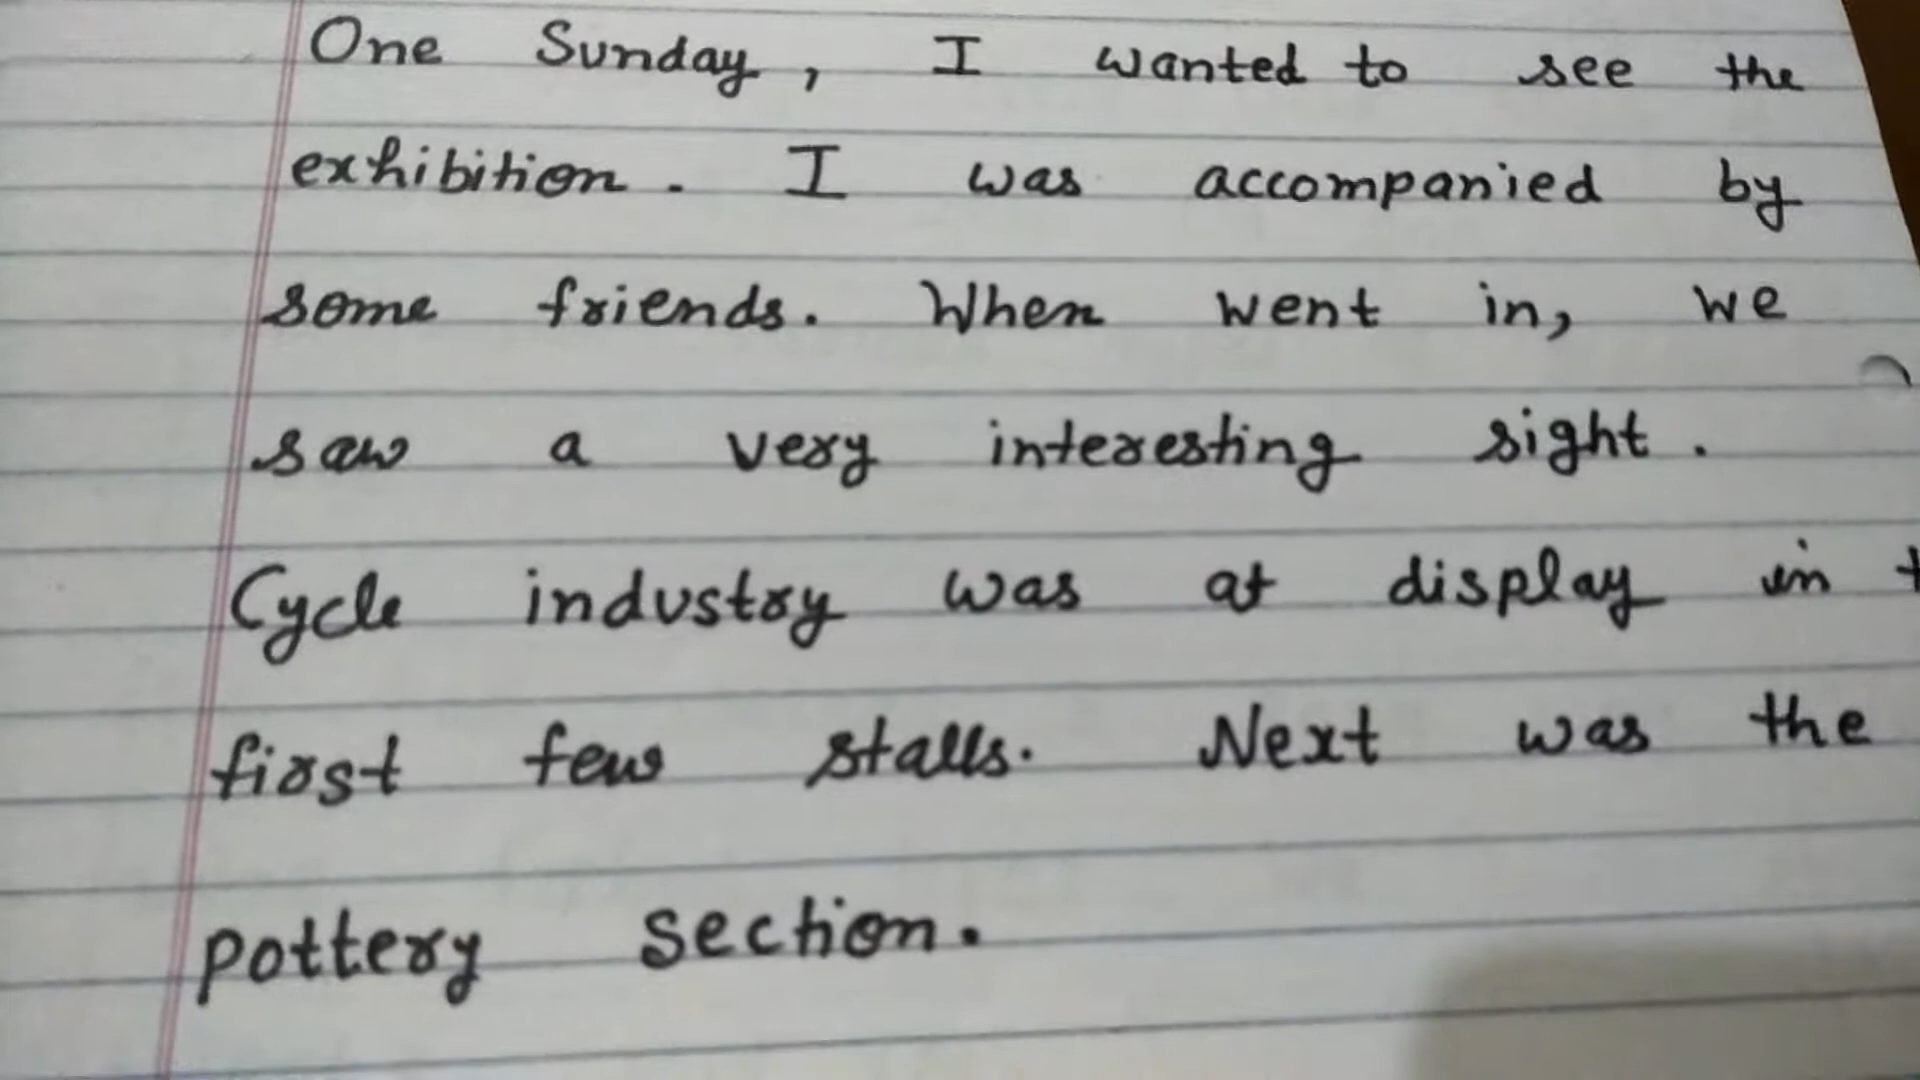 One Sunday, I wanted to see the
exhibition. I was accompanied by
some friends. When went in, we
saw a very interesting sight.
Cycle industry was at display in
first few stalls. Next was the
pottery section.